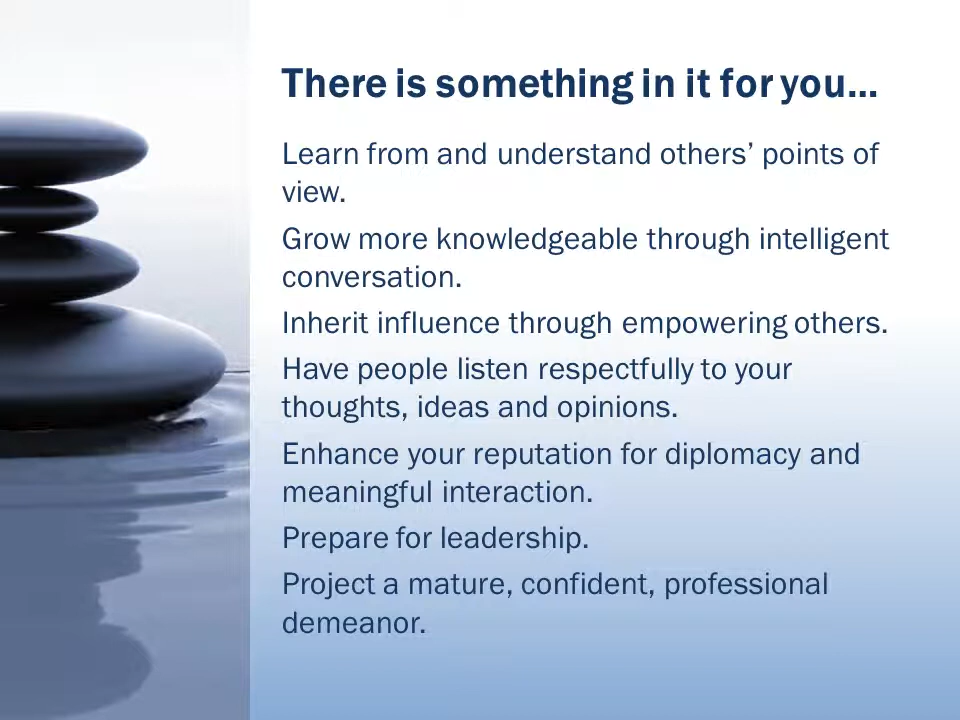 There is something in it for you...
Learn from and understand others’ points of
view.
Grow more knowledgeable through intelligent
conversation.
Inherit influence through empowering others.
Have people listen respectfully to your
thoughts, ideas and opinions.
Enhance your reputation for diplomacy and
meaningful interaction.
Prepare for leadership.
Project a mature, confident, professional
demeanor.